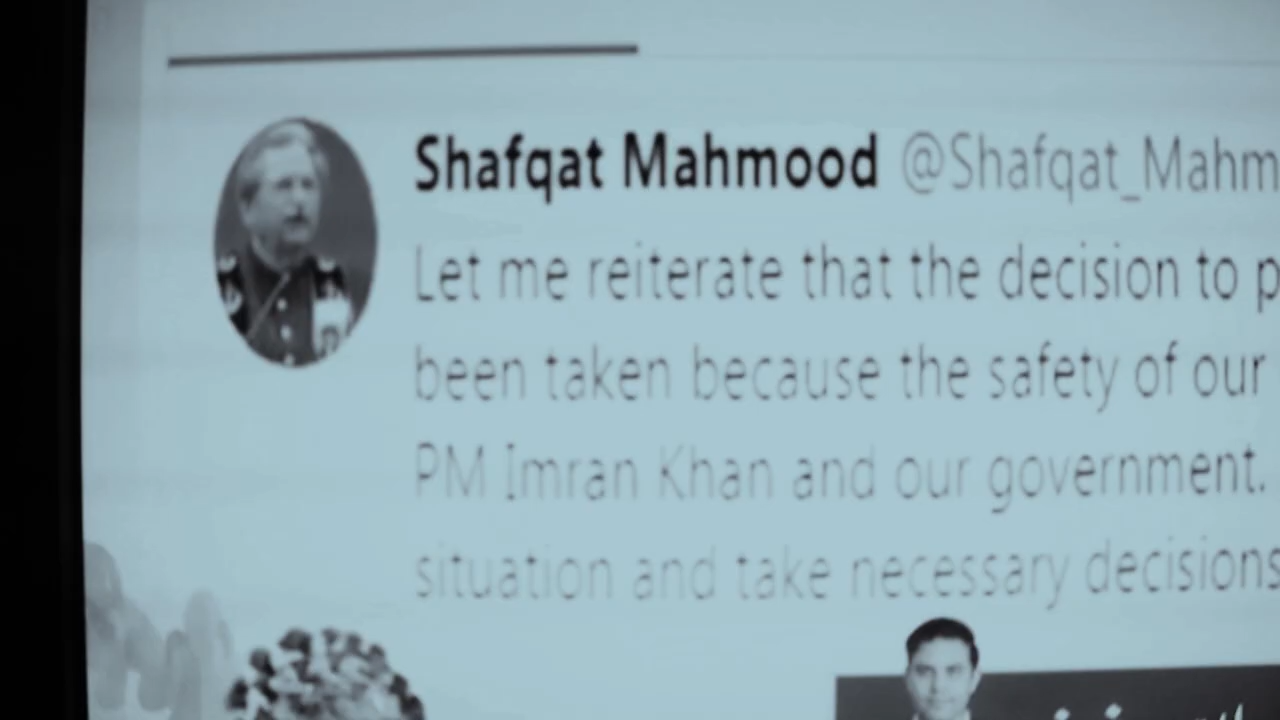 Shafqat Mahmood @Shafqat_Mahm
Let me reiterate that the decision to p
been taken because the safety of our
PM Imran Khan and our government.
situation and take necessary decisions